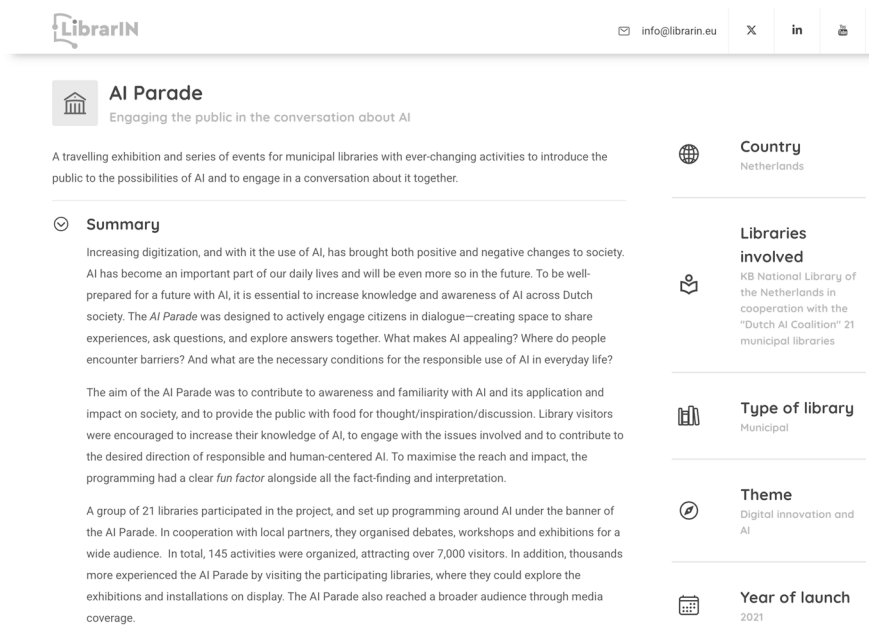 LibrarIN
info@librarin.eu
X
in
You Tube
AI Parade
Engaging the public in the conversation about AI
A travelling exhibition and series of events for municipal libraries with ever-changing activities to introduce the
public to the possibilities of AI and to engage in a conversation about it together.
Summary
Increasing digitization, and with it the use of AI, has brought both positive and negative changes to society.
AI has become an important part of our daily lives and will be even more so in the future. To be well-
prepared for a future with AI, it is essential to increase knowledge and awareness of AI across Dutch
society. The AI Parade was designed to actively engage citizens in dialogue—creating space to share
experiences, ask questions, and explore answers together. What makes AI appealing? Where do people
encounter barriers? And what are the necessary conditions for the responsible use of AI in everyday life?
The aim of the AI Parade was to contribute to awareness and familiarity with AI and its application and
impact on society, and to provide the public with food for thought/inspiration/discussion. Library visitors
were encouraged to increase their knowledge of AI, to engage with the issues involved and to contribute to
the desired direction of responsible and human-centered AI. To maximise the reach and impact, the
programming had a clear fun factor alongside all the fact-finding and interpretation.
A group of 21 libraries participated in the project, and set up programming around AI under the banner of
the AI Parade. In cooperation with local partners, they organised debates, workshops and exhibitions for a
wide audience.  In total, 145 activities were organized, attracting over 7,000 visitors. In addition, thousands
more experienced the AI Parade by visiting the participating libraries, where they could explore the
exhibitions and installations on display. The AI Parade also reached a broader audience through media
coverage.
Country
Netherlands
Libraries
involved
KB National Library of
the Netherlands in
cooperation with the
"Dutch AI Coalition" 21
municipal libraries
Type of library
Municipal
Theme
Digital innovation and
AI
Year of launch
2021